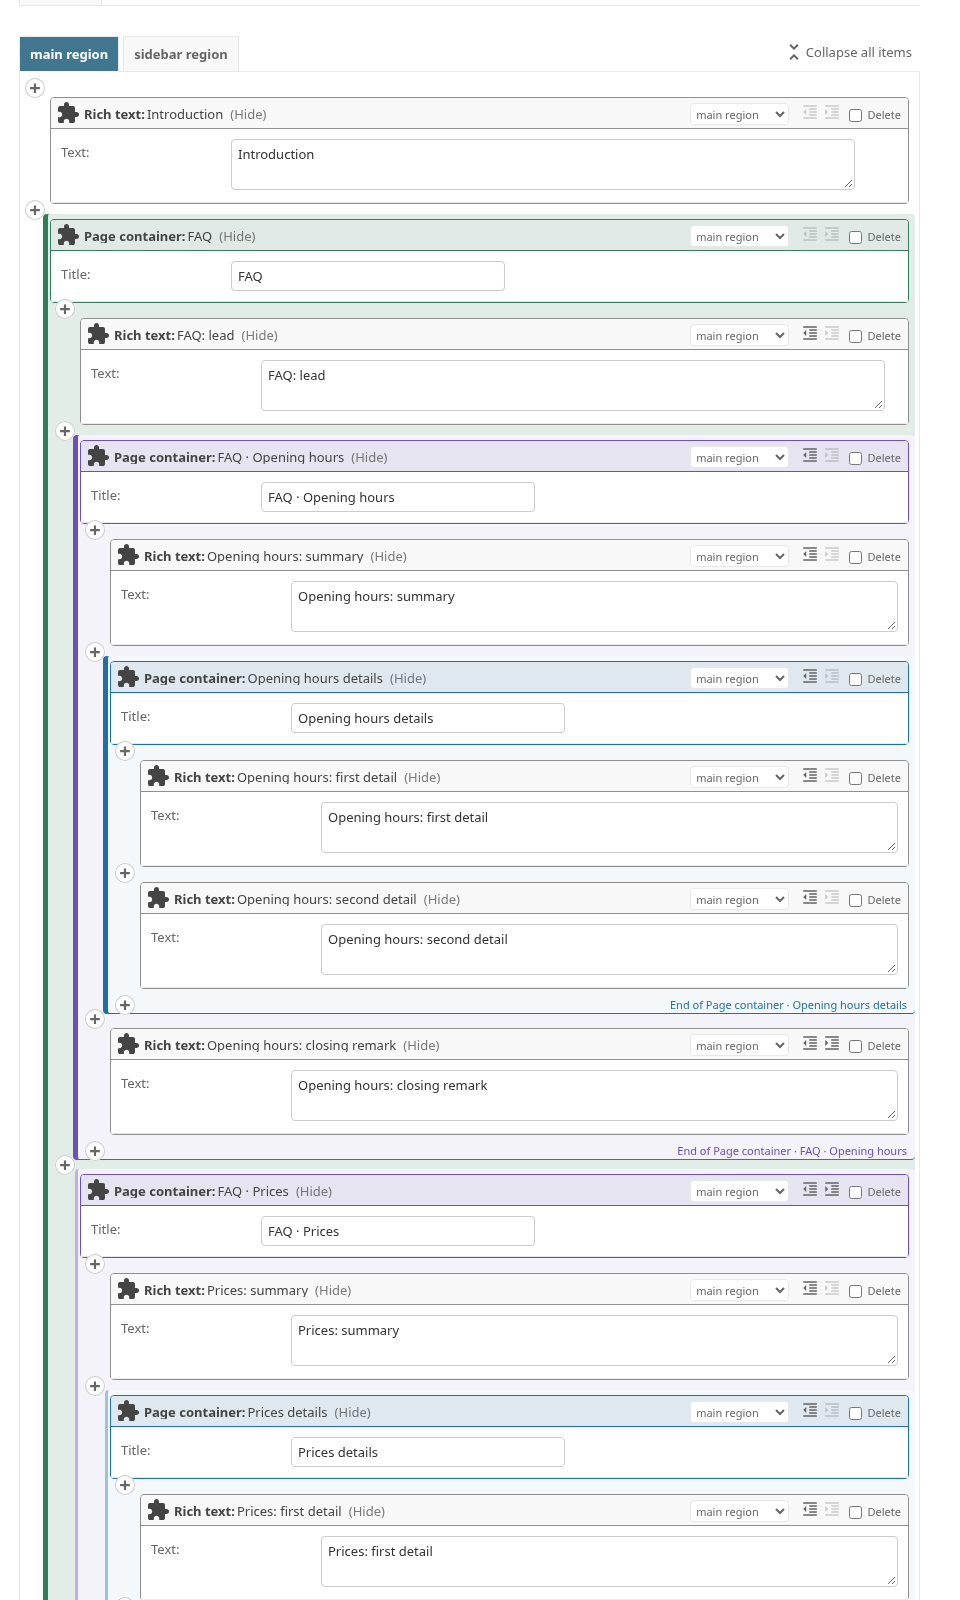 main region
sidebar region
Collapse all items
Rich text: Introduction (Hide)
main region
Delete
Text:
Introduction
Page container: FAQ (Hide)
main region
Delete
Title:
FAQ
Rich text: FAQ: lead (Hide)
main region
Delete
Text:
FAQ: lead
Page container: FAQ · Opening hours (Hide)
main region
Delete
Title:
FAQ · Opening hours
Rich text: Opening hours: summary (Hide)
main region
Delete
Text:
Opening hours: summary
Page container: Opening hours details (Hide)
main region
Delete
Title:
Opening hours details
Rich text: Opening hours: first detail (Hide)
main region
Delete
Text:
Opening hours: first detail
Rich text: Opening hours: second detail (Hide)
main region
Delete
Text:
Opening hours: second detail
End of Page container · Opening hours details
Rich text: Opening hours: closing remark (Hide)
main region
Delete
Text:
Opening hours: closing remark
End of Page container · FAQ · Opening hours
Page container: FAQ · Prices (Hide)
main region
Delete
Title:
FAQ · Prices
Rich text: Prices: summary (Hide)
main region
Delete
Text:
Prices: summary
Page container: Prices details (Hide)
main region
Delete
Title:
Prices details
Rich text: Prices: first detail (Hide)
main region
Delete
Text:
Prices: first detail